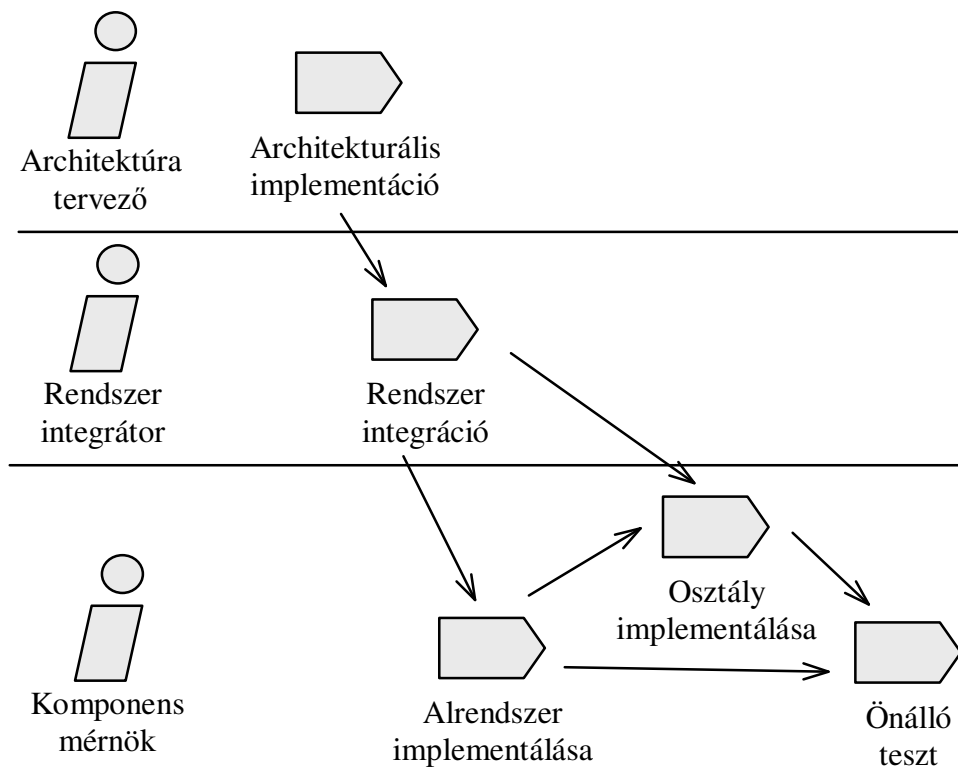 Architektúra
tervező
Architekturális
implementáció
Rendszer
integrátor
Rendszer
integráció
Osztály
implementálása
Komponens
mérnök
Alrendszer
implementálása
Önálló
teszt